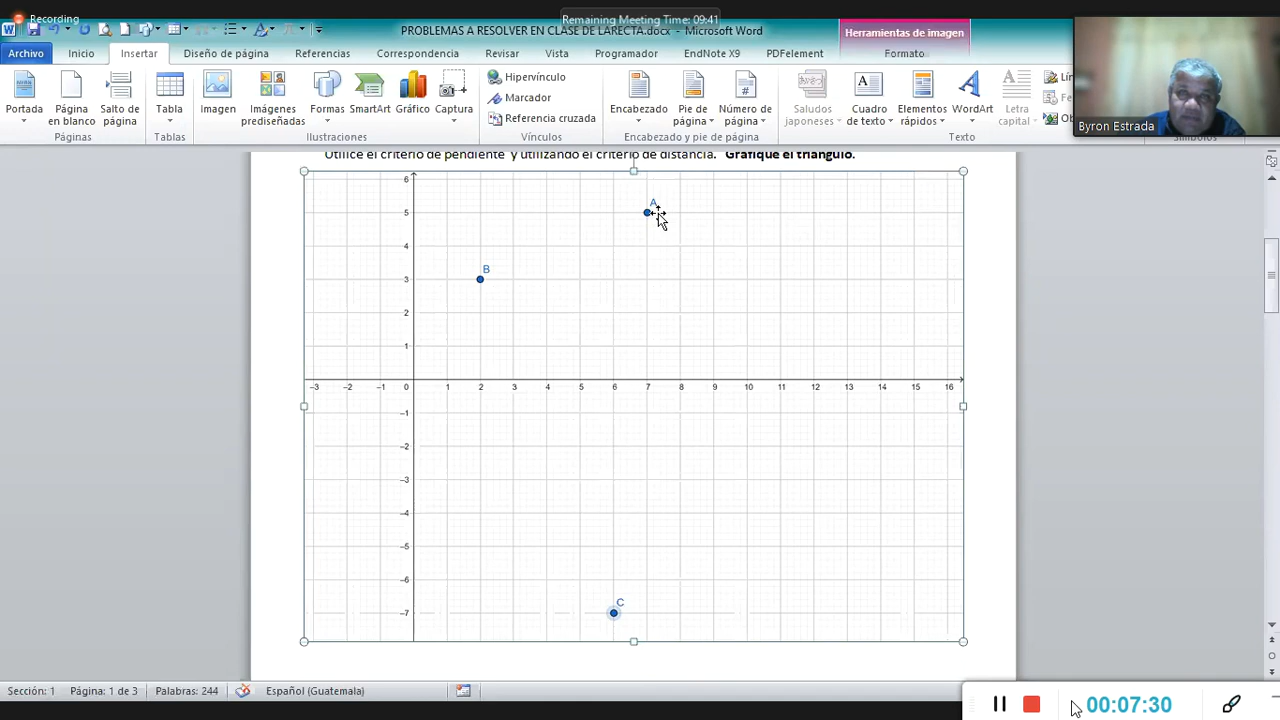 Recording
Remaining Meeting Time: 09:41
PROBLEMAS A RESOLVER EN CLASE DE LARECTA.docx - Microsoft Word
Herramientas de imagen
Archivo Inicio Insertar Diseño de página Referencias Correspondencia Revisar Vista Programador EndNote X9 PDFelement Formato
Portada
Página en blanco
Salto de página
Páginas
Tabla
Tablas
Imagen
Imágenes prediseñadas
Formas
SmartArt
Gráfico
Captura
Ilustraciones
Hipervínculo
Marcador
Referencia cruzada
Vínculos
Encabezado
Pie de página
Número de página
Encabezado y pie de página
Saludos japoneses
Cuadro de texto
Elementos rápidos
WordArt
Letra capital
Texto
Byron Estrada
Utilice el criterio de pendiente y utilizando el criterio de distancia. Grafique el triangulo.
6
A
5
4
B
3
2
1
–3 –2 –1 0 1 2 3 4 5 6 7 8 9 10 11 12 13 14 15 16
–1
–2
–3
–4
–5
–6
C
–7
Sección: 1 Página: 1 de 3 Palabras: 244 Español (Guatemala)
00:07:30